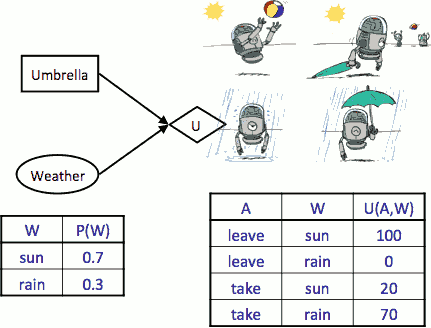 Umbrella
U
Weather
W P(W)
sun 0.7
rain 0.3
A W U(A,W)
leave sun 100
leave rain 0
take sun 20
take rain 70